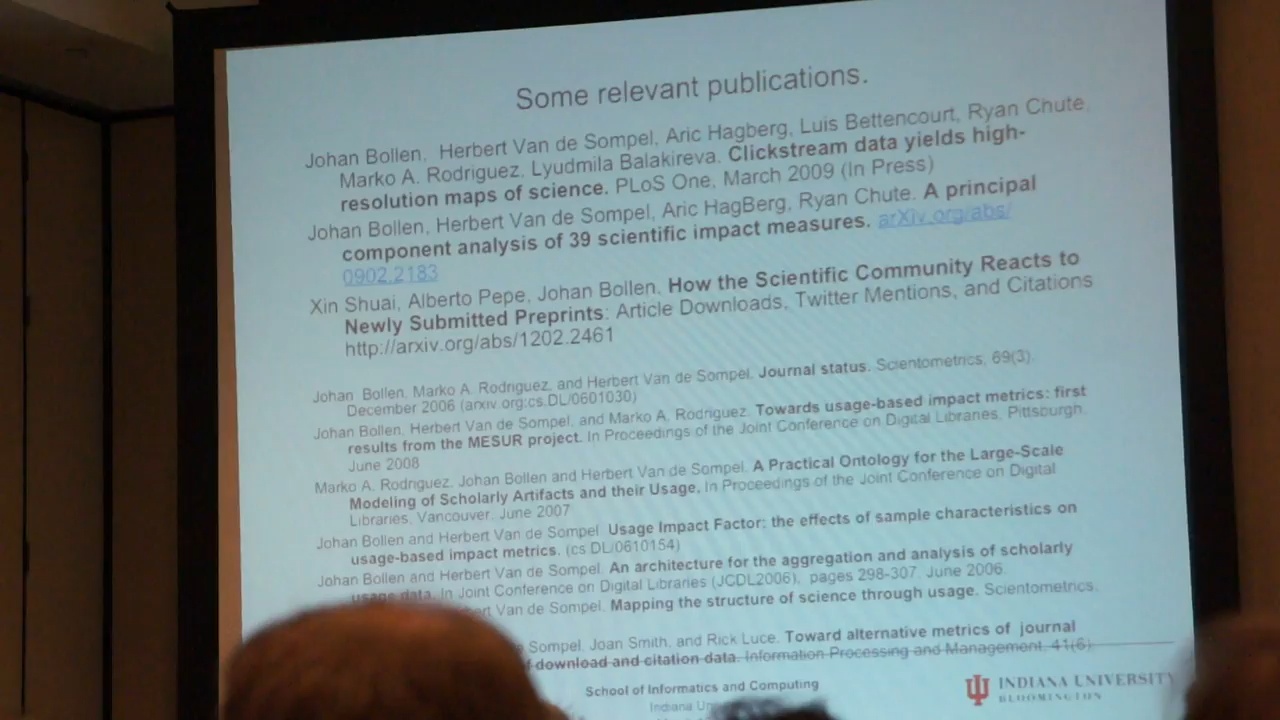 Some relevant publications.
Johan Bollen, Herbert Van de Sompel, Aric Hagberg, Luis Bettencourt, Ryan Chute,
Marko A. Rodriguez, Lyudmila Balakireva. Clickstream data yields high-
resolution maps of science. PLoS One, March 2009 (In Press)
Johan Bollen, Herbert Van de Sompel, Aric HagBerg, Ryan Chute. A principal
component analysis of 39 scientific impact measures. arXiv.org/abs/
0902.2183
Xin Shuai, Alberto Pepe, Johan Bollen. How the Scientific Community Reacts to
Newly Submitted Preprints: Article Downloads, Twitter Mentions, and Citations
http://arxiv.org/abs/1202.2461
Johan Bollen, Marko A. Rodriguez, and Herbert Van de Sompel. Journal status. Scientometrics, 69(3),
December 2006 (arxiv.org:cs.DL/0601030)
Johan Bollen, Herbert Van de Sompel, and Marko A. Rodriguez. Towards usage-based impact metrics: first
results from the MESUR project. In Proceedings of the Joint Conference on Digital Libraries, Pittsburgh,
June 2008
Marko A. Rodriguez, Johan Bollen and Herbert Van de Sompel. A Practical Ontology for the Large-Scale
Modeling of Scholarly Artifacts and their Usage, In Proceedings of the Joint Conference on Digital
Libraries, Vancouver, June 2007
Johan Bollen and Herbert Van de Sompel. Usage Impact Factor: the effects of sample characteristics on
usage-based impact metrics. (cs.DL/0610154)
Johan Bollen and Herbert Van de Sompel. An architecture for the aggregation and analysis of scholarly
usage data. In Joint Conference on Digital Libraries (JCDL2006), pages 298-307, June 2006.
Van de Sompel. Mapping the structure of science through usage. Scientometrics,
Sompel, Joan Smith, and Rick Luce. Toward alternative metrics of journal
download and citation data. Information Processing and Management, 41(6)
School of Informatics and Computing
Indiana
INDIANA UNIVERSITY
BLOOMINGTON